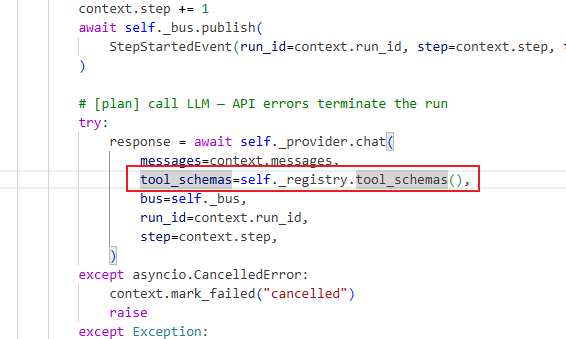 context.step += 1
await self._bus.publish(
StepStartedEvent(run_id=context.run_id, step=context.step,
)
# [plan] call LLM — API errors terminate the run
try:
response = await self._provider.chat(
messages=context.messages,
tool_schemas=self._registry.tool_schemas(),
bus=self._bus,
run_id=context.run_id,
step=context.step,
)
except asyncio.CancelledError:
context.mark_failed("cancelled")
raise
except Exception: